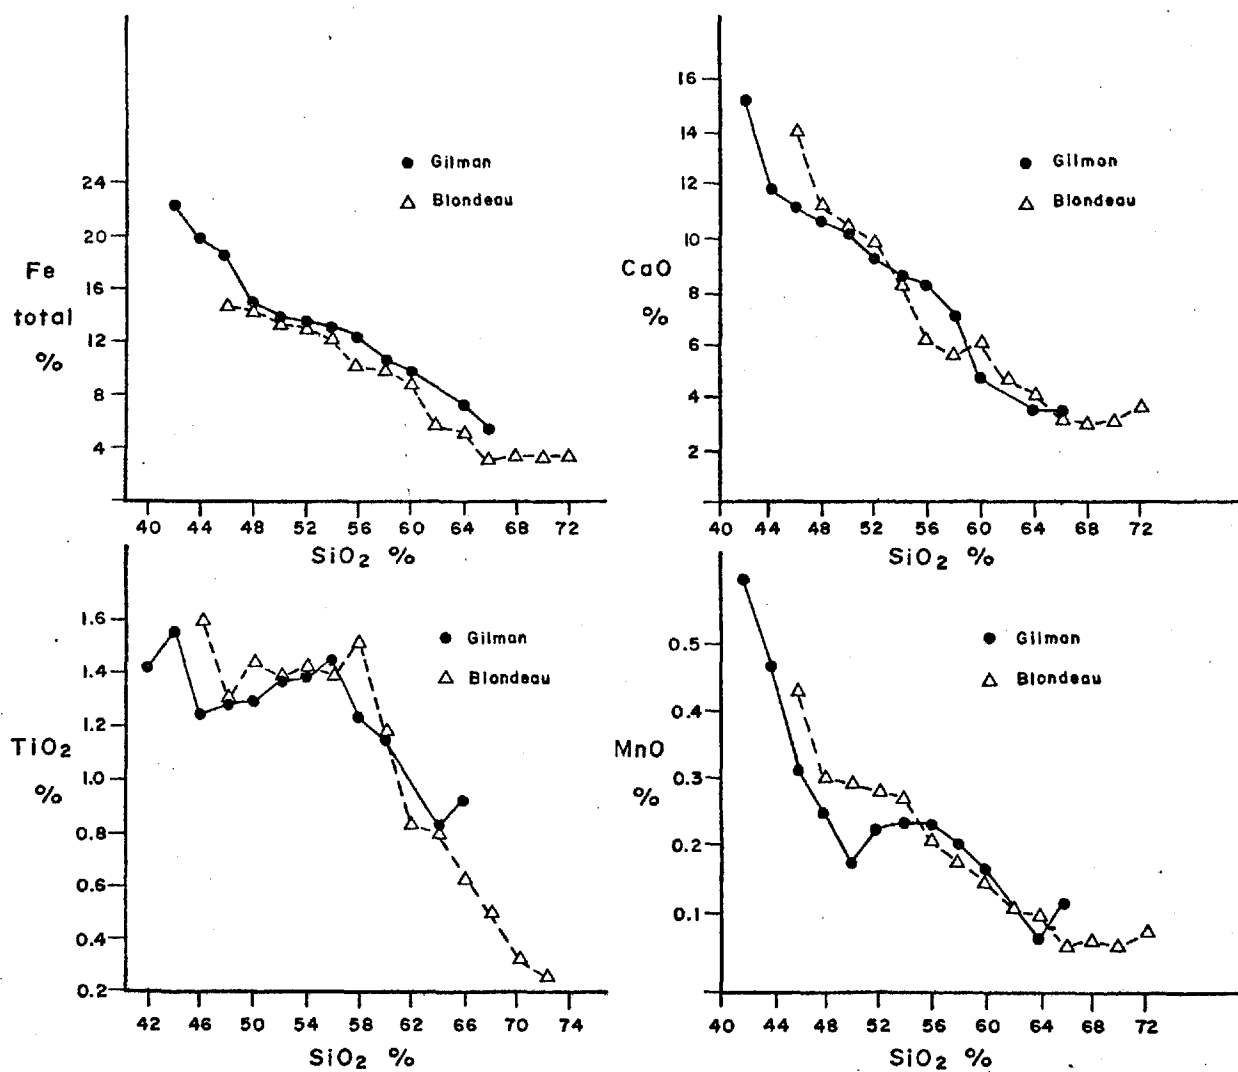 24
20
16
12
8
4
Fe
total
%
Gilman
Blondeau
40 44 48 52 56 60 64 68 72
SiO2 %
16
14
12
10
8
6
4
2
CaO
%
Gilmon
Blondeau
40 44 48 52 56 60 64 68 72
SiO2 %
1.6
1.4
1.2
1.0
0.8
0.6
0.4
0.2
TiO2
%
Gilman
Blondeau
42 46 50 54 58 62 66 70 74
SiO2 %
0.5
0.4
0.3
0.2
0.1
MnO
%
Gilman
Blondeau
40 44 48 52 56 60 64 68 72
SiO2 %